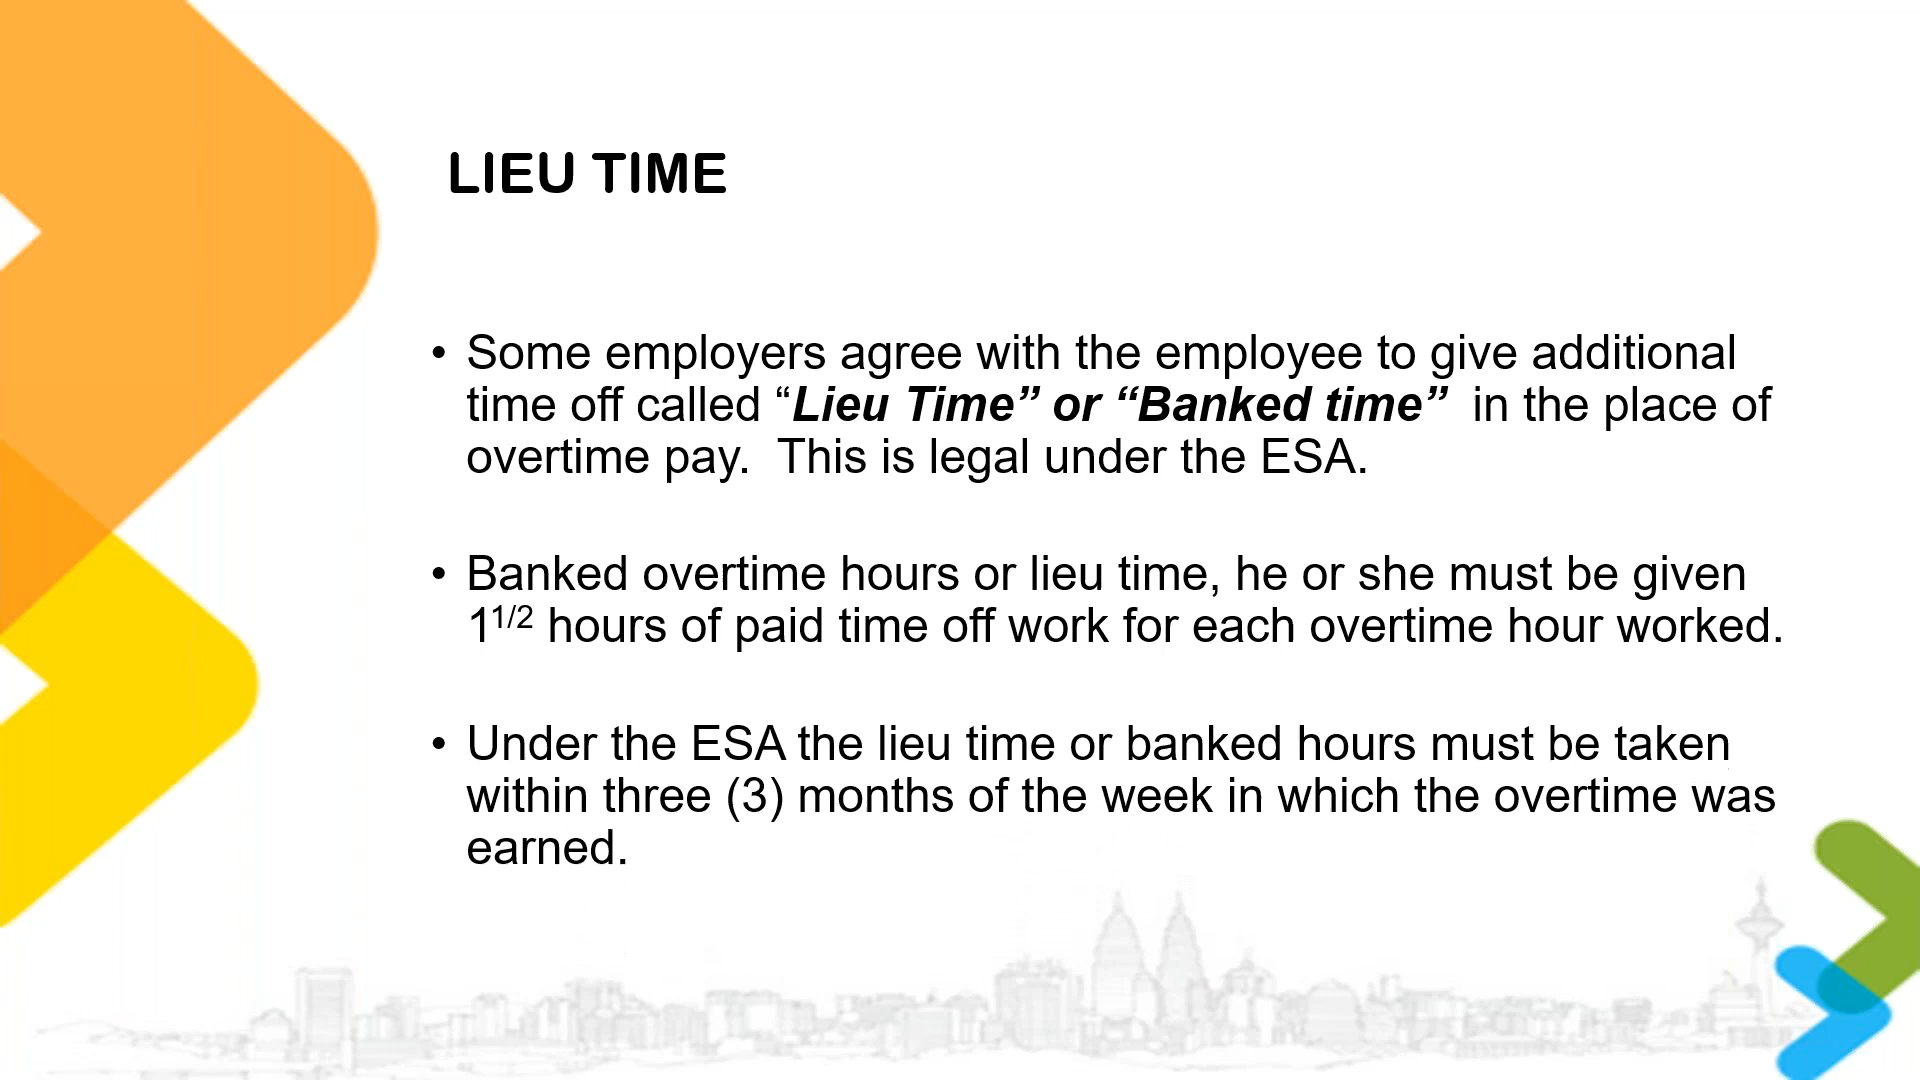 LIEU TIME
• Some employers agree with the employee to give additional
time off called “Lieu Time” or “Banked time”  in the place of
overtime pay.  This is legal under the ESA.
• Banked overtime hours or lieu time, he or she must be given
11/2 hours of paid time off work for each overtime hour worked.
• Under the ESA the lieu time or banked hours must be taken
within three (3) months of the week in which the overtime was
earned.